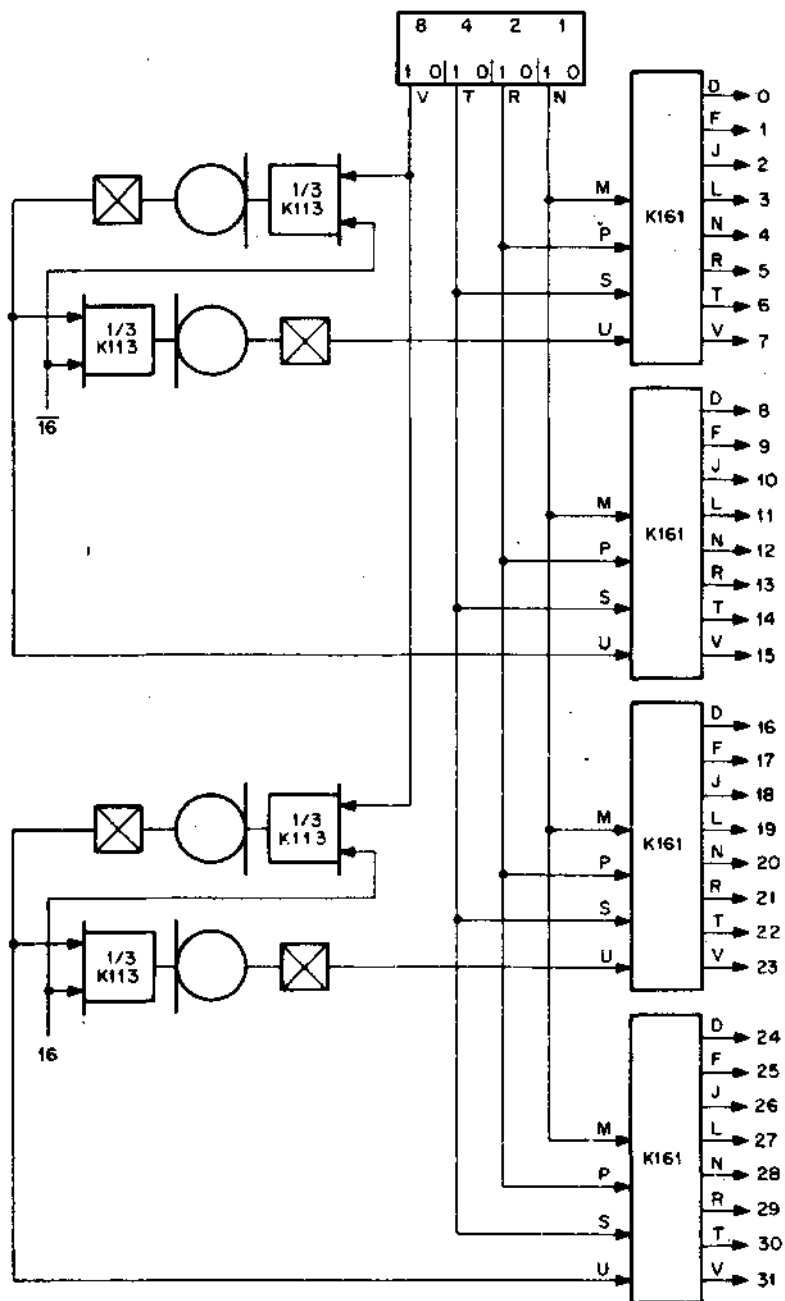 8 4 2 1
1 0 1 0 1 0 1 0
V T R N
D 0
F 1
J 2
L 3
N 4
R 5
T 6
V 7
M
P
S
U
K161
1/3
K113
1/3
K113
16
D 8
F 9
J 10
L 11
N 12
R 13
T 14
V 15
M
P
S
U
K161
D 16
F 17
J 18
L 19
N 20
R 21
T 22
V 23
M
P
S
U
K161
1/3
K113
1/3
K113
16
D 24
F 25
J 26
L 27
N 28
R 29
T 30
V 31
M
P
S
U
K161